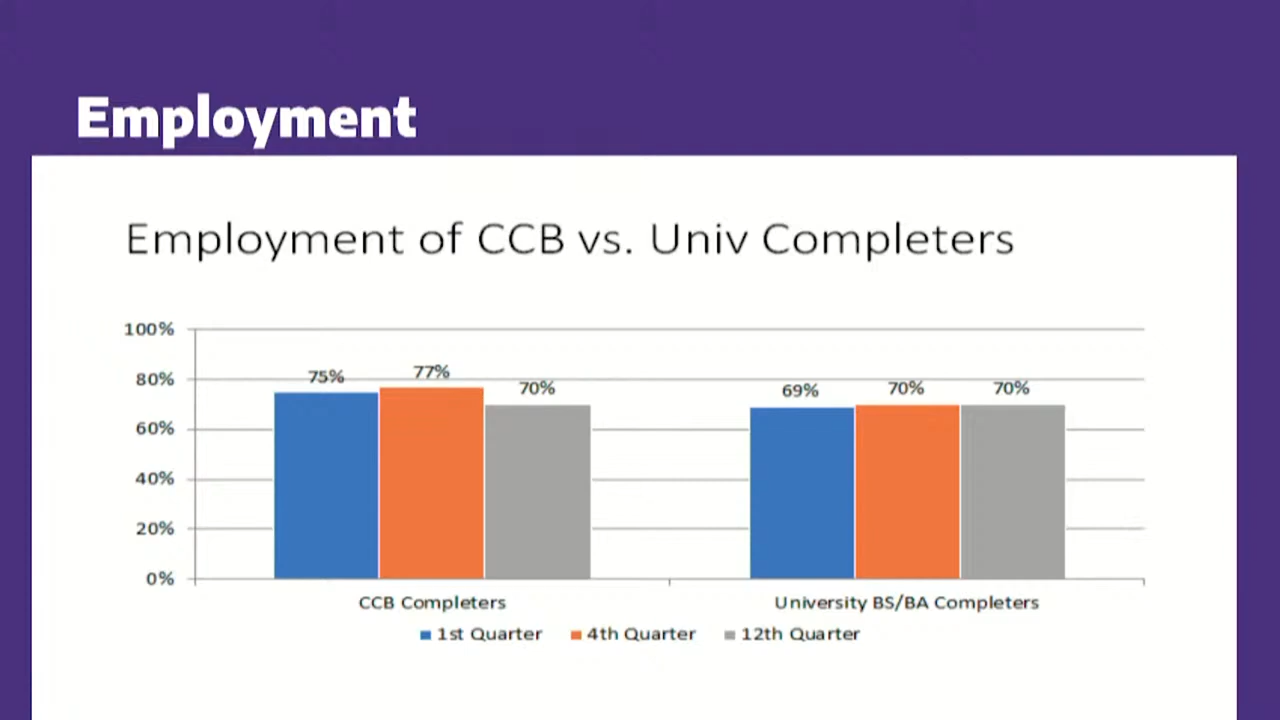 Employment
Employment of CCB vs. Univ Completers
100%
80%
60%
40%
20%
0%
75%
77%
70%
69%
70%
70%
CCB Completers
University BS/BA Completers
1st Quarter
4th Quarter
12th Quarter